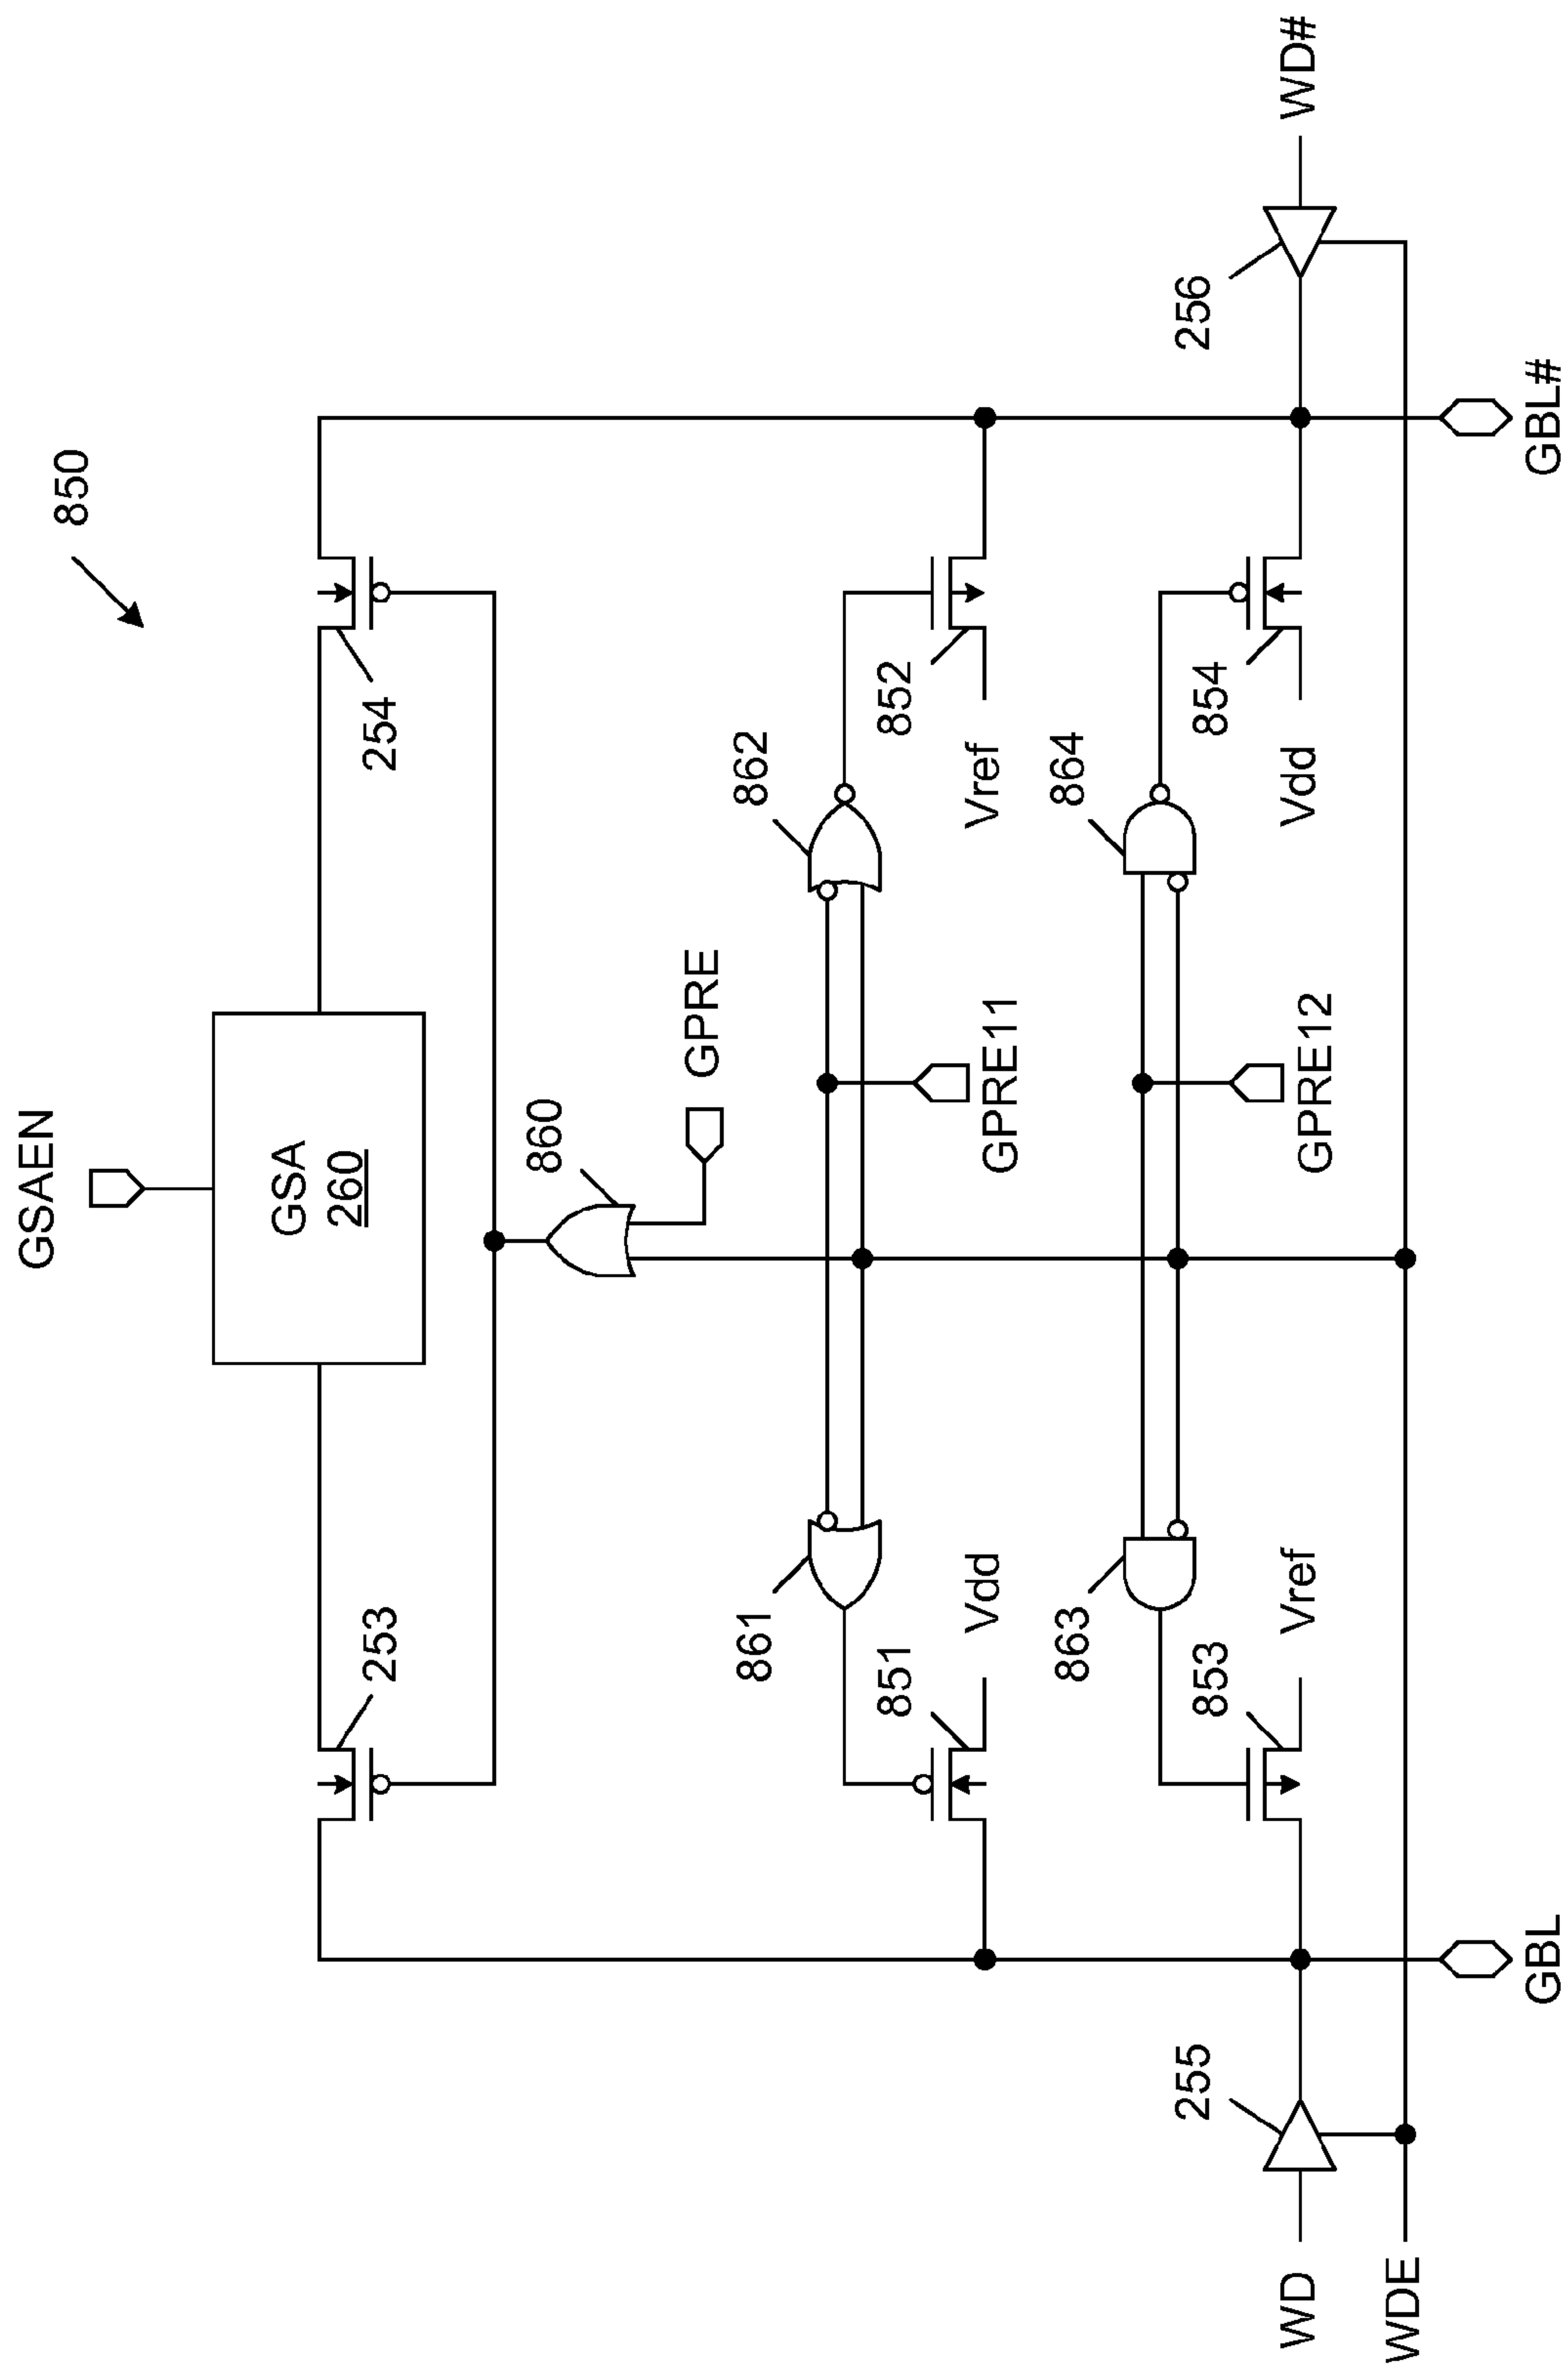 850
GSAEN
GSA
260
253
254
860
GPRE
861
862
851
Vdd
GPRE11
852
Vref
863
864
853
Vref
GPRE12
854
Vdd
255
256
WD
WD#
WDE
GBL
GBL#